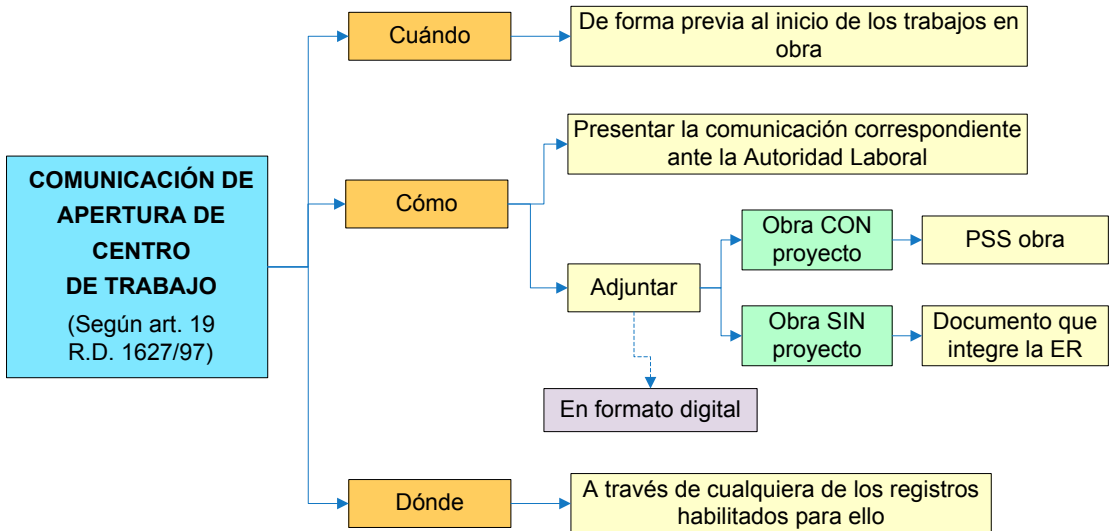 COMUNICACIÓN DE
APERTURA DE
CENTRO
DE TRABAJO
(Según art. 19
R.D. 1627/97)
Cuándo
De forma previa al inicio de los trabajos en
obra
Cómo
Presentar la comunicación correspondiente
ante la Autoridad Laboral
Adjuntar
Obra CON
proyecto
PSS obra
Obra SIN
proyecto
Documento que
integre la ER
En formato digital
Dónde
A través de cualquiera de los registros
habilitados para ello